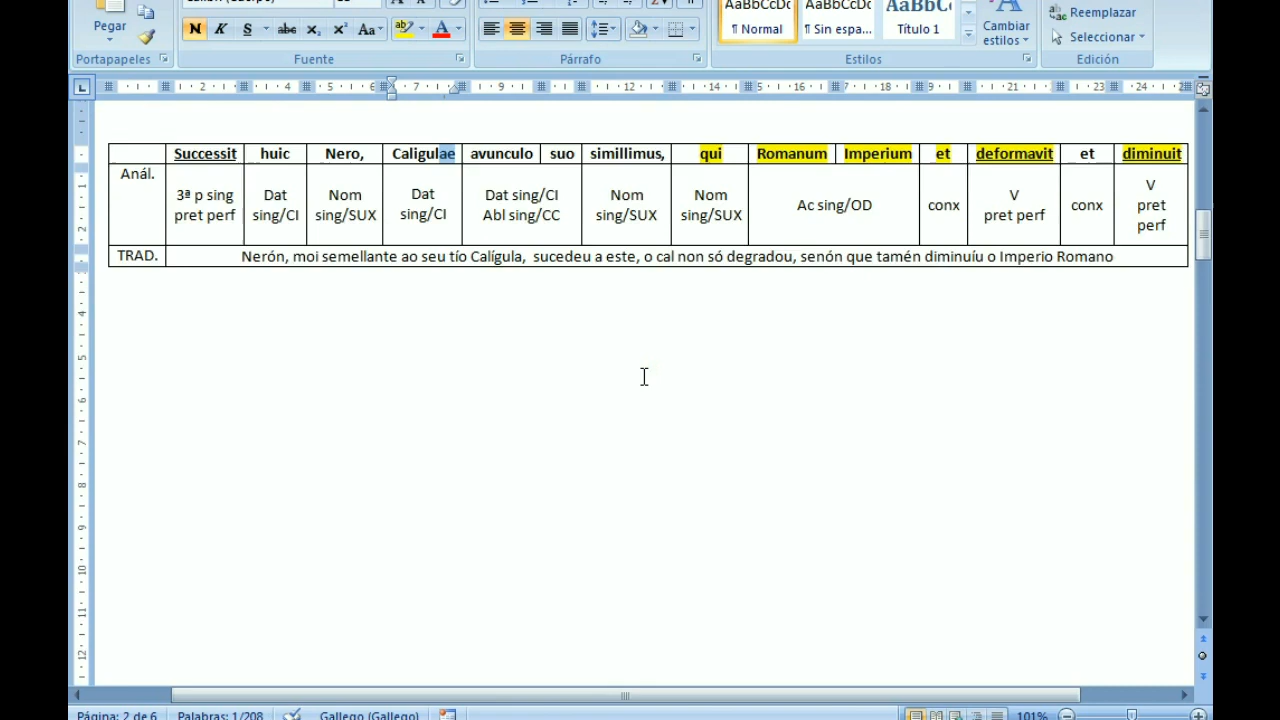 Pegar
N K S abc x₂ x² Aa A
AaBbCcDc AaBbCcDc AaBbC
¶ Normal ¶ Sin espa... Título 1
Cambiar estilos
Reemplazar
Seleccionar
Portapapeles Fuente Párrafo Estilos Edición
Successit huic Nero, Caligulae avunculo suo simillimus, qui Romanum Imperium et deformavit et diminuit
Anál.
3ª p sing pret perf
Dat sing/CI
Nom sing/SUX
Dat sing/CI
Dat sing/CI Abl sing/CC
Nom sing/SUX
Nom sing/SUX
Ac sing/OD
conx
V pret perf
conx
V pret perf
TRAD. Nerón, moi semellante ao seu tío Calígula, sucedeu a este, o cal non só degradou, senón que tamén diminuíu o Imperio Romano
Página: 2 de 6 Palabras: 1/208 Gallego (Gallego) 101%